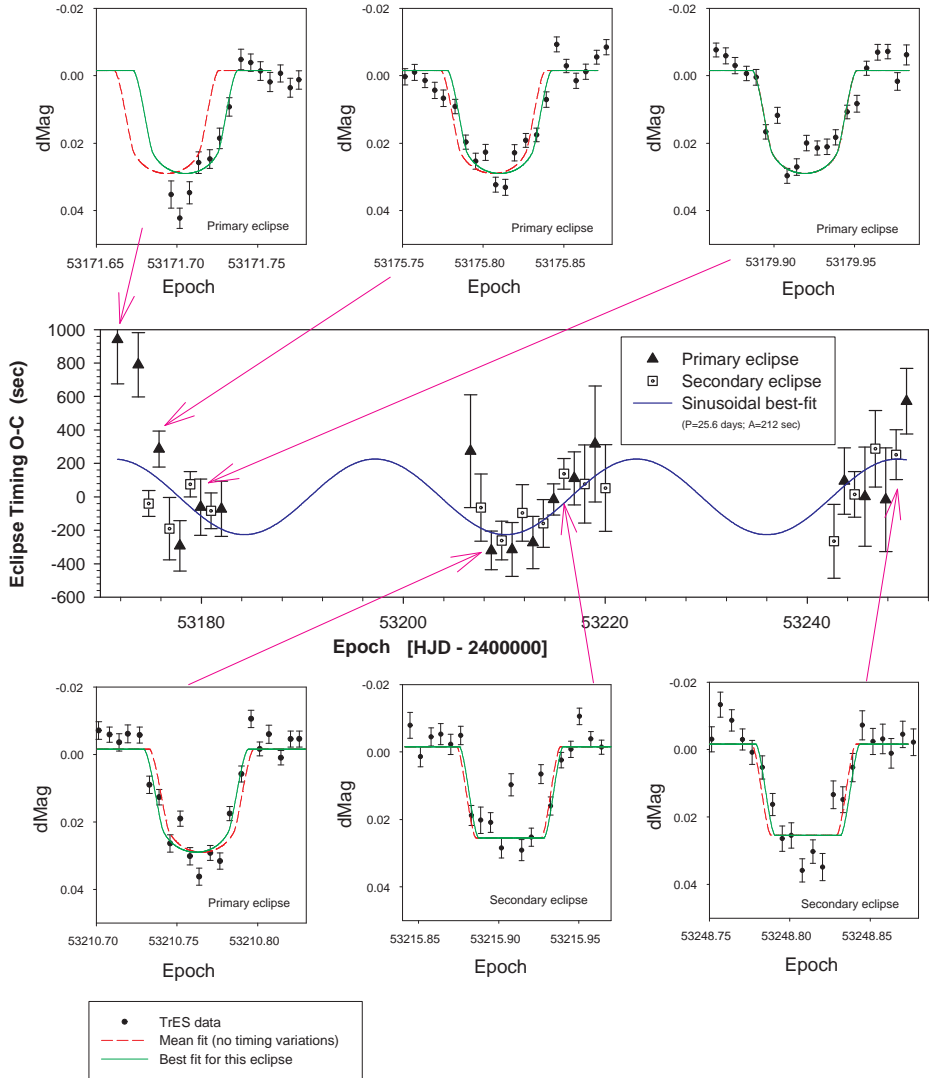 -0.02
0.00
0.02
0.04
dMag
Primary eclipse
53171.65 53171.70 53171.75
Epoch
-0.02
0.00
0.02
0.04
dMag
Primary eclipse
53175.75 53175.80 53175.85
Epoch
-0.02
0.00
0.02
0.04
dMag
Primary eclipse
53179.90 53179.95
Epoch
Eclipse Timing O-C (sec)
1000
800
600
400
200
0
-200
-400
-600
Primary eclipse
Secondary eclipse
Sinusoidal best-fit
(P=25.6 days; A=212 sec)
53180 53200 53220 53240
Epoch [HJD - 2400000]
-0.02
0.00
0.02
0.04
dMag
Primary eclipse
53210.70 53210.75 53210.80
Epoch
-0.02
0.00
0.02
0.04
dMag
Secondary eclipse
53215.85 53215.90 53215.95
Epoch
-0.02
0.00
0.02
0.04
dMag
Secondary eclipse
53248.75 53248.80 53248.85
Epoch
TrES data
Mean fit (no timing variations)
Best fit for this eclipse